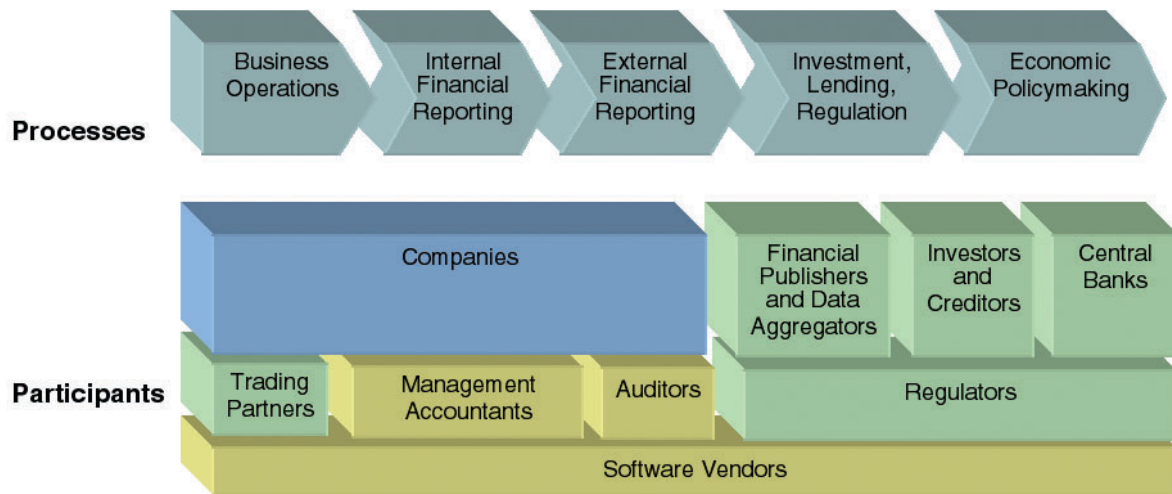 Processes
Business
Operations
Internal
Financial
Reporting
External
Financial
Reporting
Investment,
Lending,
Regulation
Economic
Policymaking
Participants
Companies
Financial
Publishers
and Data
Aggregators
Investors
and
Creditors
Central
Banks
Trading
Partners
Management
Accountants
Auditors
Regulators
Software Vendors